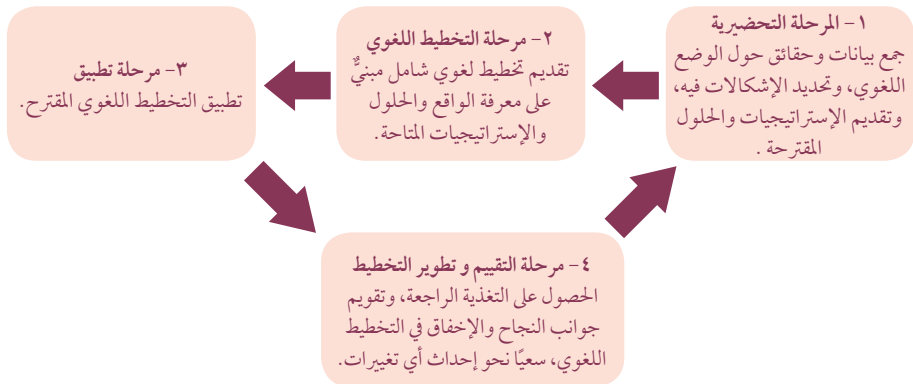 ١- المرحلة التحضيرية
جمع بيانات وحقائق حول الوضع
اللغوي، وتحديد الإشكالات فيه،
وتقديم الإستراتيجيات والحلول
المقترحة .
٢- مرحلة التخطيط اللغوي
تقديم تخطيط لغوي شامل مبنيٌّ
على معرفة الواقع والحلول
والإستراتيجيات المتاحة.
٣- مرحلة تطبيق
تطبيق التخطيط اللغوي المقترح.
٤- مرحلة التقييم و تطوير التخطيط
الحصول على التغذية الراجعة، وتقويم
جوانب النجاح والإخفاق في التخطيط
اللغوي، سعيًا نحو إحداث أي تغييرات.